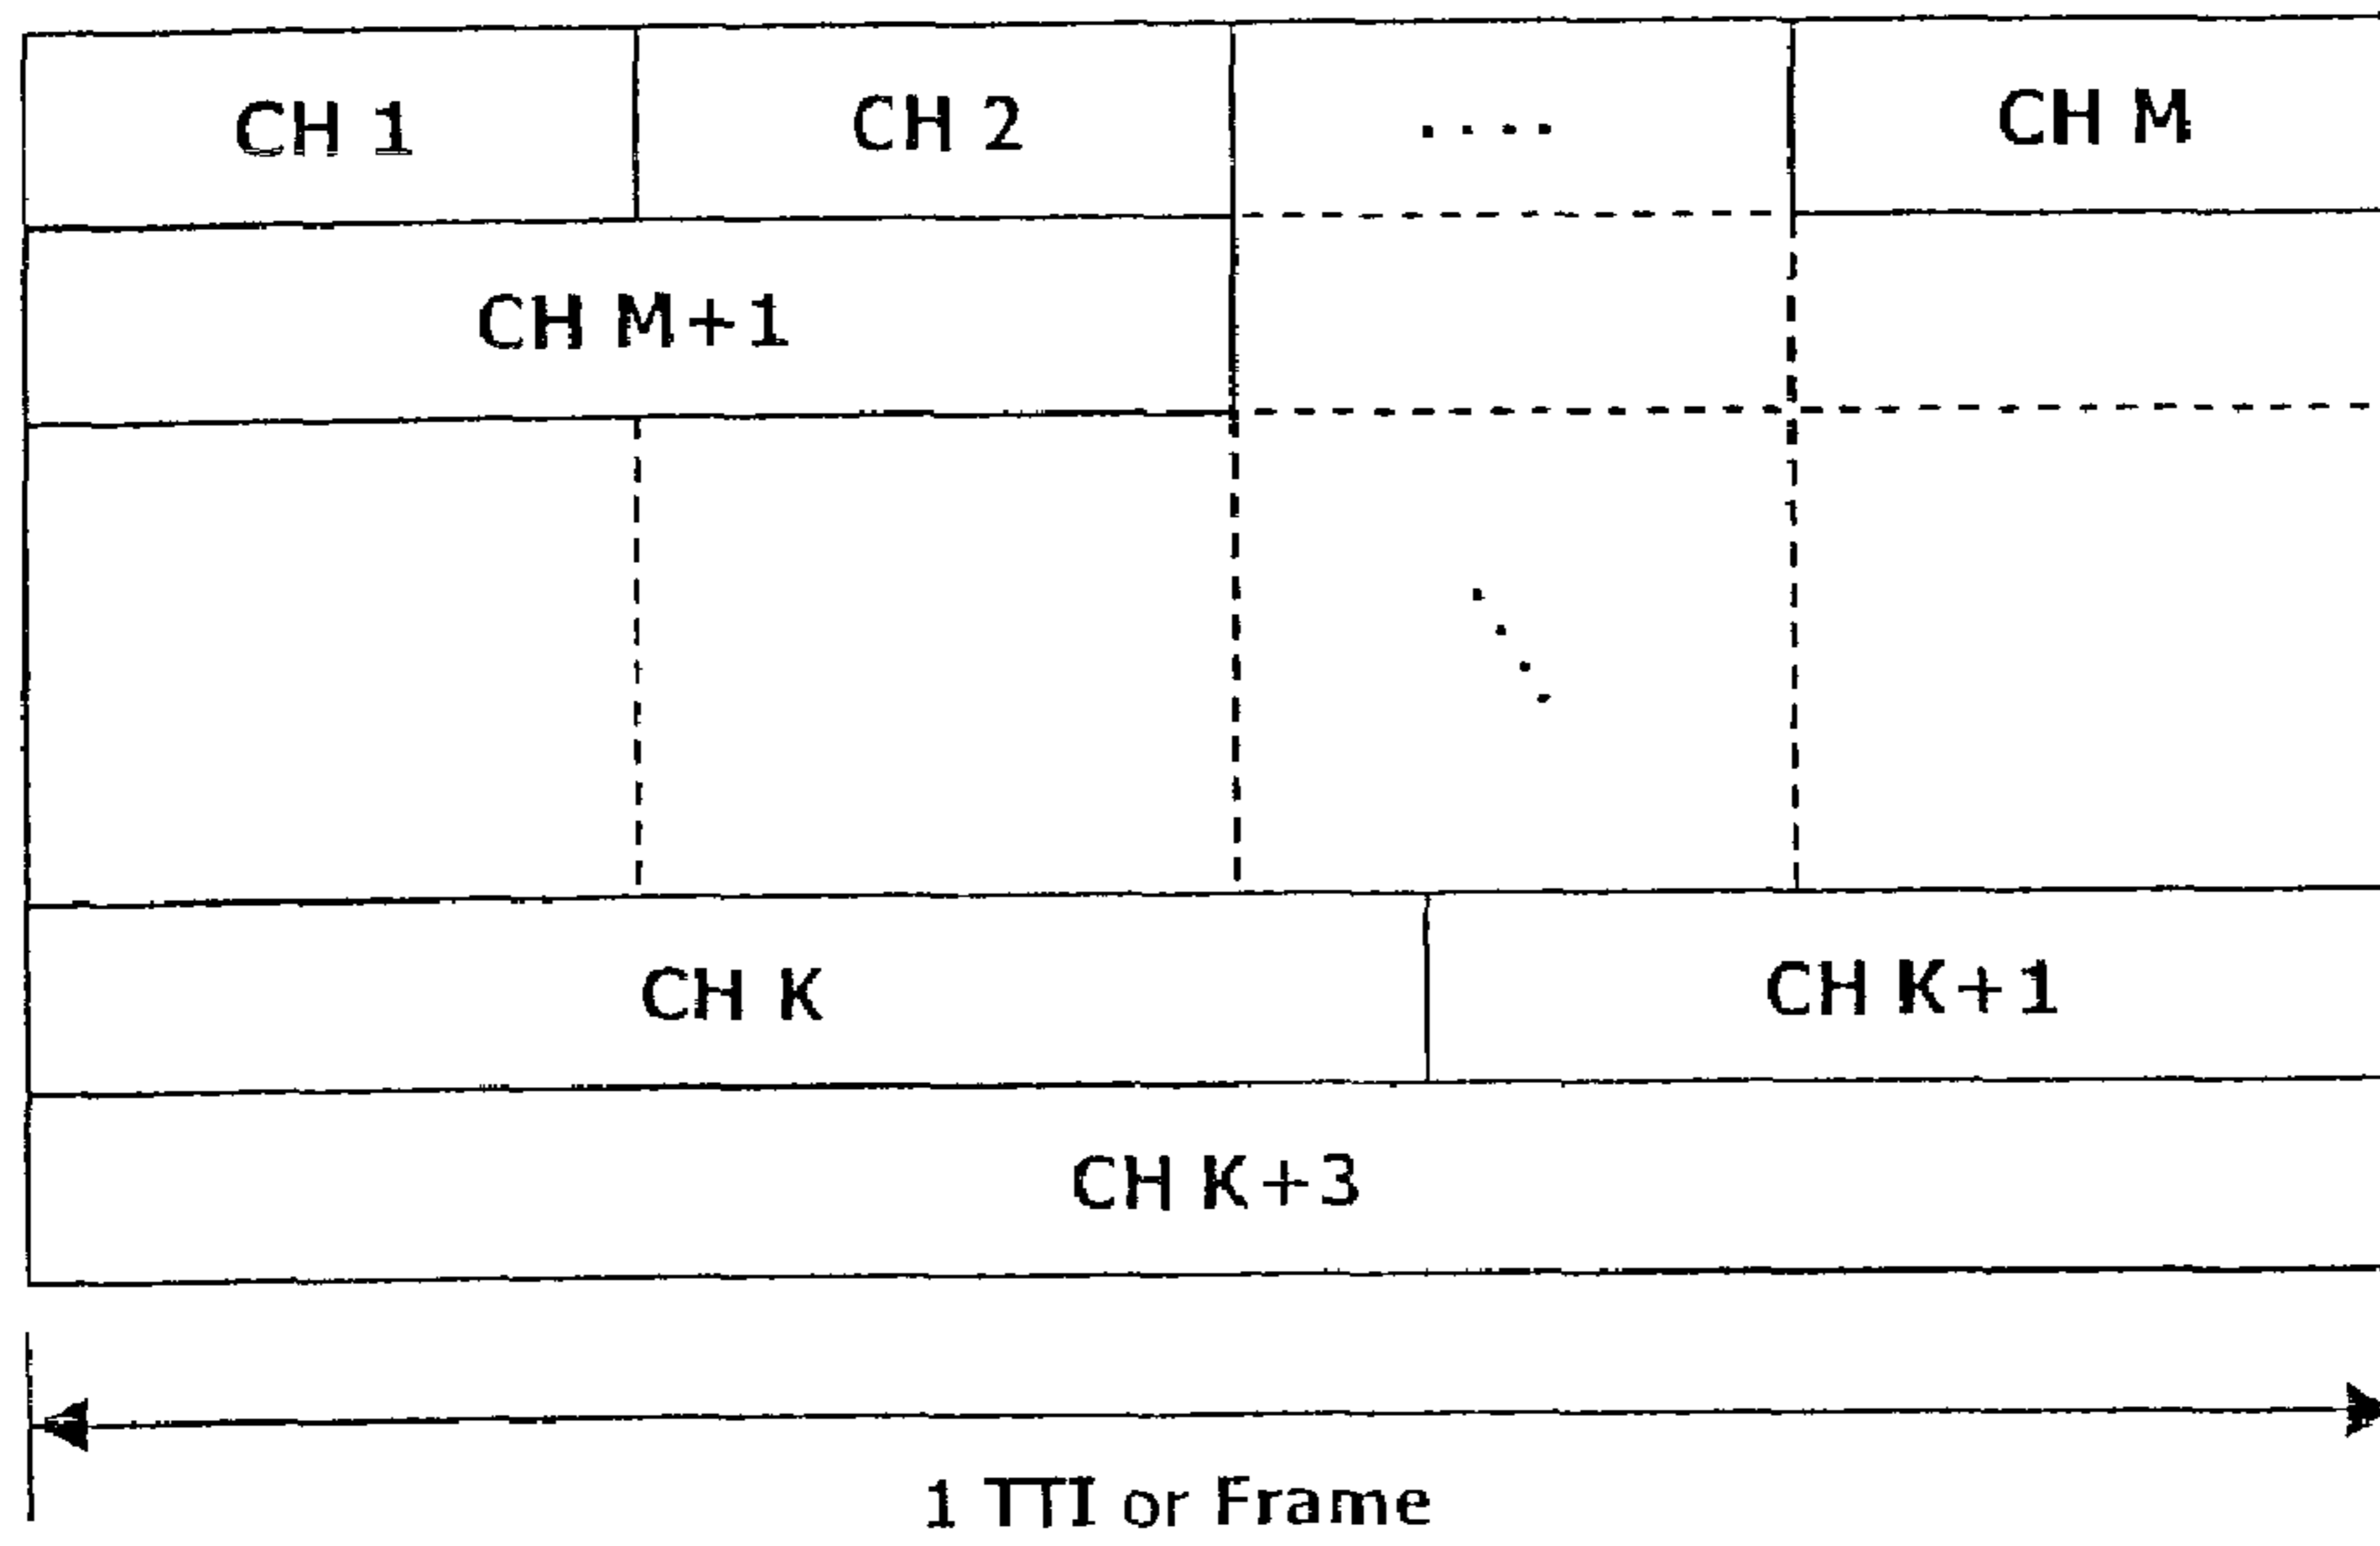 CH 1 CH 2 .... CH M
CH M+1
CH K CH K+1
CH K+3
1 TTI or Frame